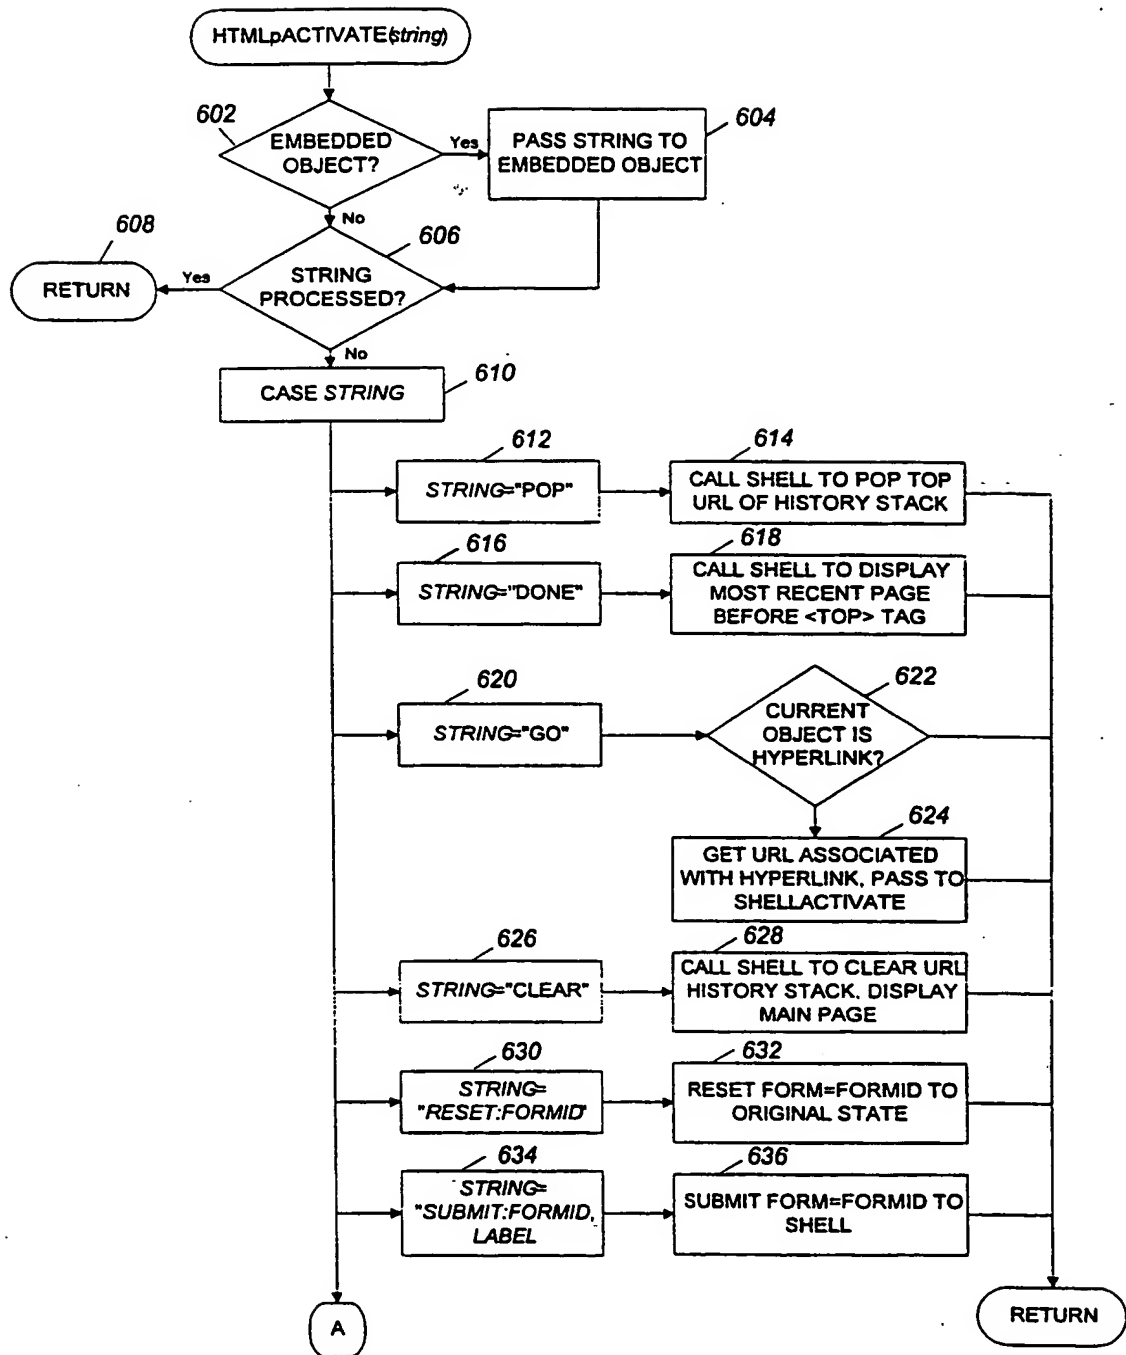 HTMLpACTIVATE(string)
602
EMBEDDED
OBJECT?
Yes
604
PASS STRING TO
EMBEDDED OBJECT
No
608
RETURN
Yes
606
STRING
PROCESSED?
No
CASE STRING
610
612
STRING="POP"
614
CALL SHELL TO POP TOP
URL OF HISTORY STACK
616
STRING="DONE"
618
CALL SHELL TO DISPLAY
MOST RECENT PAGE
BEFORE <TOP> TAG
620
STRING="GO"
622
CURRENT
OBJECT IS
HYPERLINK?
624
GET URL ASSOCIATED
WITH HYPERLINK, PASS TO
SHELLACTIVATE
626
STRING="CLEAR"
628
CALL SHELL TO CLEAR URL
HISTORY STACK. DISPLAY
MAIN PAGE
630
STRING=
"RESET:FORMID"
632
RESET FORM=FORMID TO
ORIGINAL STATE
634
STRING=
"SUBMIT:FORMID,
LABEL
636
SUBMIT FORM=FORMID TO
SHELL
A
RETURN